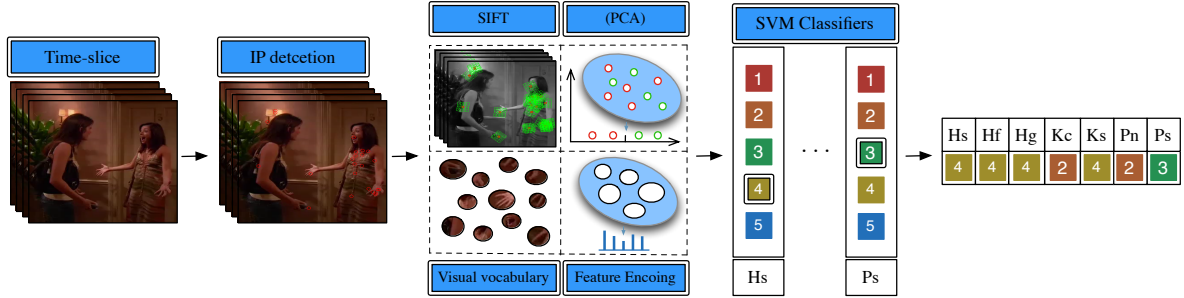 Time-slice
IP detcetion
SIFT
(PCA)
Visual vocabulary
Feature Encoing
SVM Classifiers
1
2
3
4
5
Hs
. . .
1
2
3
4
5
Ps
Hs Hf Hg Kc Ks Pn Ps
4 4 4 2 4 2 3